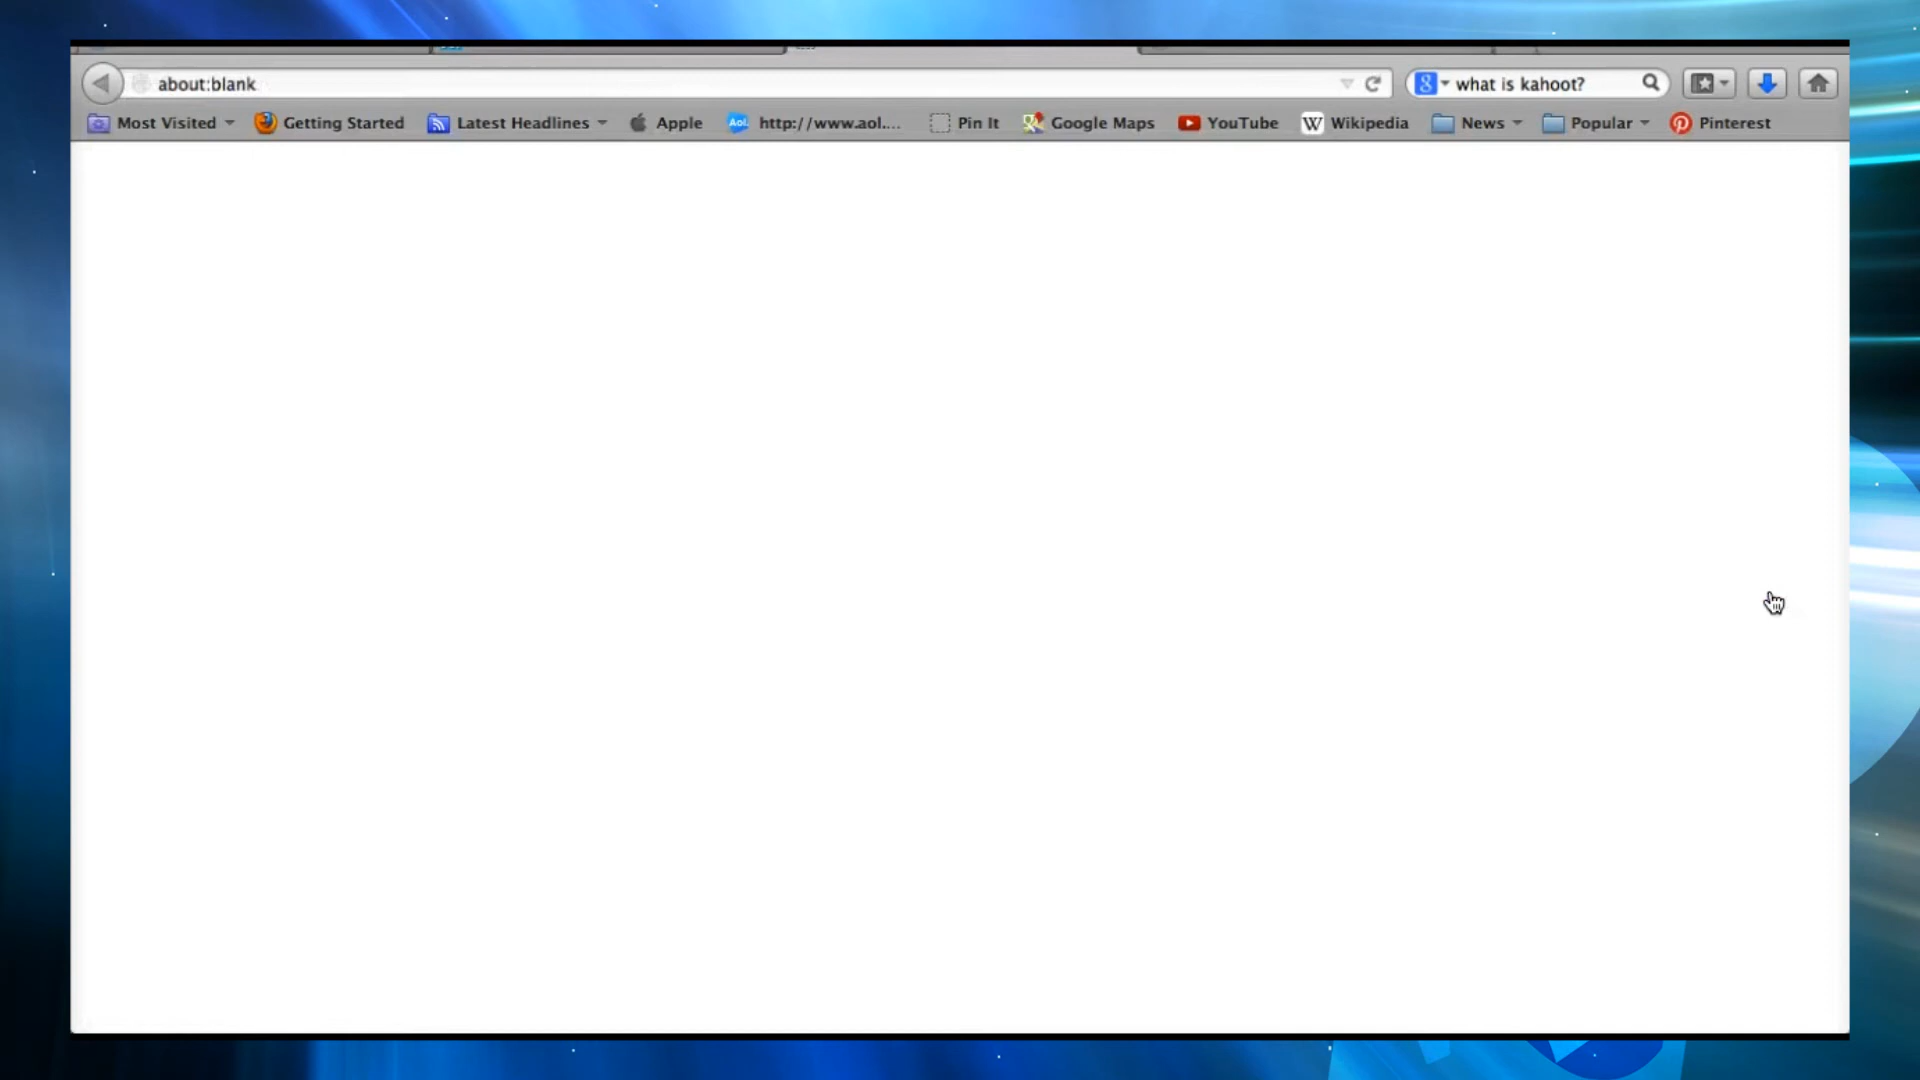 about:blank
what is kahoot?
Most Visited Getting Started Latest Headlines Apple http://www.aol.... Pin It Google Maps YouTube Wikipedia News Popular Pinterest